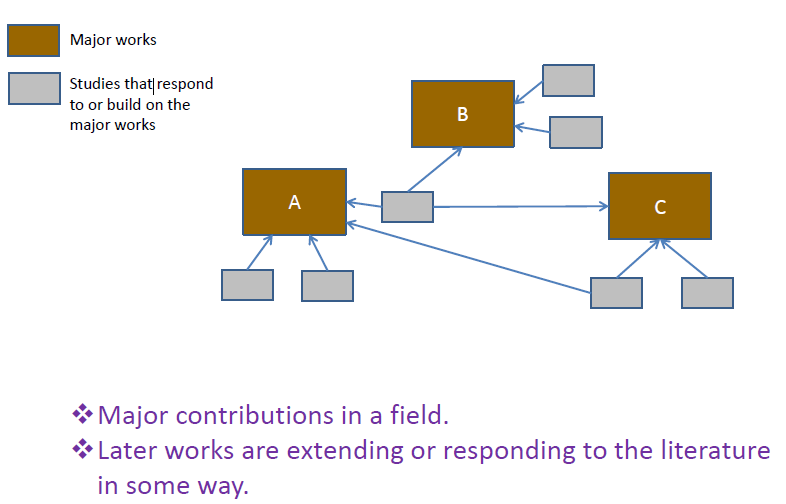 Major works
Studies that respond
to or build on the
major works
B
A
C
❖Major contributions in a field.
❖Later works are extending or responding to the literature
in some way.